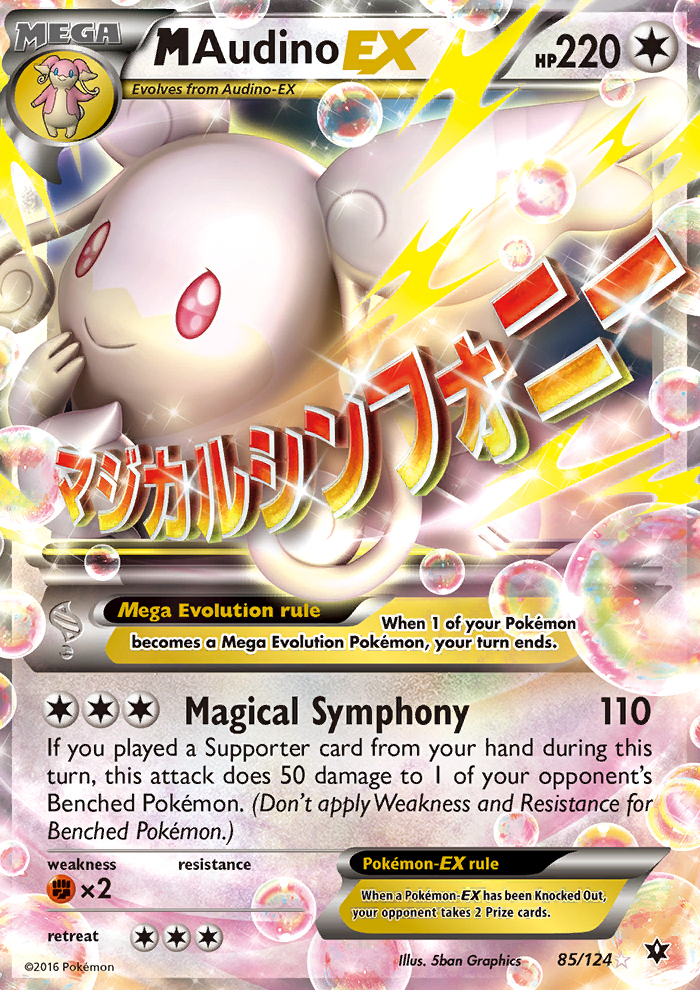 MEGA
MAudino EX
HP220
Evolves from Audino-EX
マジカルシンフォニー
Mega Evolution rule
When 1 of your Pokémon
becomes a Mega Evolution Pokémon, your turn ends.
Magical Symphony 110
If you played a Supporter card from your hand during this
turn, this attack does 50 damage to 1 of your opponent's
Benched Pokémon. (Don't apply Weakness and Resistance for
Benched Pokémon.)
weakness resistance
×2
Pokémon-EX rule
When a Pokémon-EX has been Knocked Out,
your opponent takes 2 Prize cards.
retreat
©2016 Pokémon
Illus. 5ban Graphics
85/124